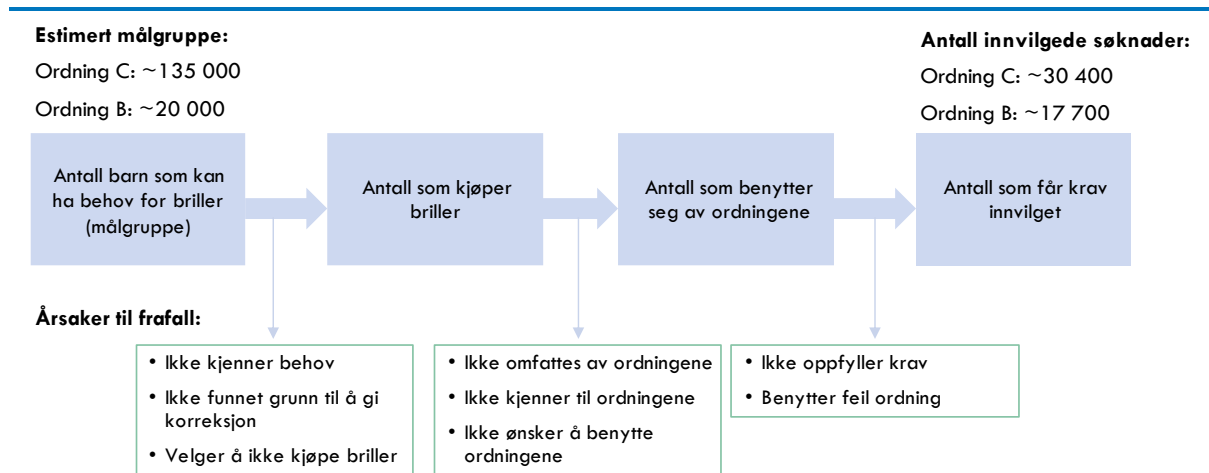 Estimert målgruppe:
Ordning C: ~135 000
Ordning B: ~20 000
Antall innvilgede søknader:
Ordning C: ~30 400
Ordning B: ~17 700
Antall barn som kan
ha behov for briller
(målgruppe)
Antall som kjøper
briller
Antall som benytter
seg av ordningene
Antall som får krav
innvilget
Årsaker til frafall:
• Ikke kjenner behov
• Ikke funnet grunn til å gi
korreksjon
• Velger å ikke kjøpe briller
• Ikke omfattes av ordningene
• Ikke kjenner til ordningene
• Ikke ønsker å benytte
ordningene
• Ikke oppfyller krav
• Benytter feil ordning